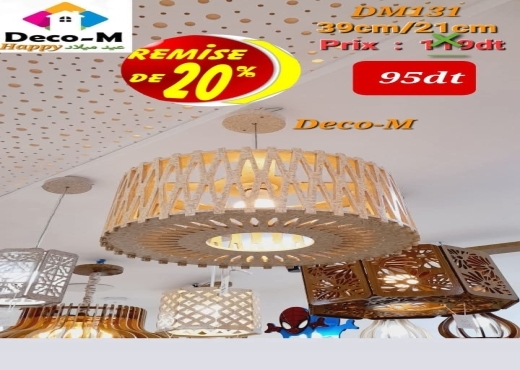 Deco-M
Happy عيد ميلاد
REMISE
DE 20%
DM131
39cm/21cm
Prix : 119dt
95dt
Deco-M